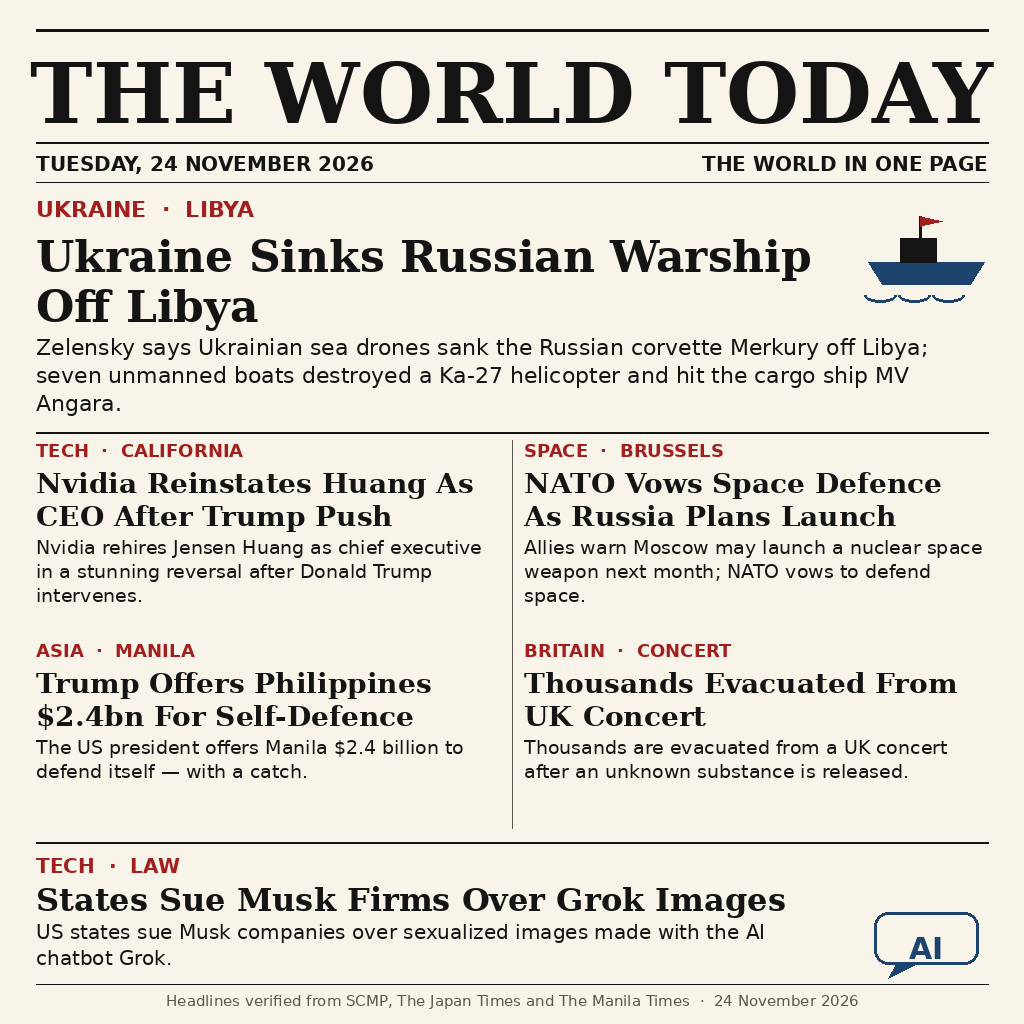 THE WORLD TODAY
TUESDAY, 24 NOVEMBER 2026
THE WORLD IN ONE PAGE
UKRAINE · LIBYA
Ukraine Sinks Russian Warship
Off Libya
Zelensky says Ukrainian sea drones sank the Russian corvette Merkury off Libya;
seven unmanned boats destroyed a Ka-27 helicopter and hit the cargo ship MV
Angara.
TECH · CALIFORNIA
Nvidia Reinstates Huang As
CEO After Trump Push
Nvidia rehires Jensen Huang as chief executive
in a stunning reversal after Donald Trump
intervenes.
SPACE · BRUSSELS
NATO Vows Space Defence
As Russia Plans Launch
Allies warn Moscow may launch a nuclear space
weapon next month; NATO vows to defend
space.
ASIA · MANILA
Trump Offers Philippines
$2.4bn For Self-Defence
The US president offers Manila $2.4 billion to
defend itself — with a catch.
BRITAIN · CONCERT
Thousands Evacuated From
UK Concert
Thousands are evacuated from a UK concert
after an unknown substance is released.
TECH · LAW
States Sue Musk Firms Over Grok Images
US states sue Musk companies over sexualized images made with the AI
chatbot Grok.
AI
Headlines verified from SCMP, The Japan Times and The Manila Times · 24 November 2026